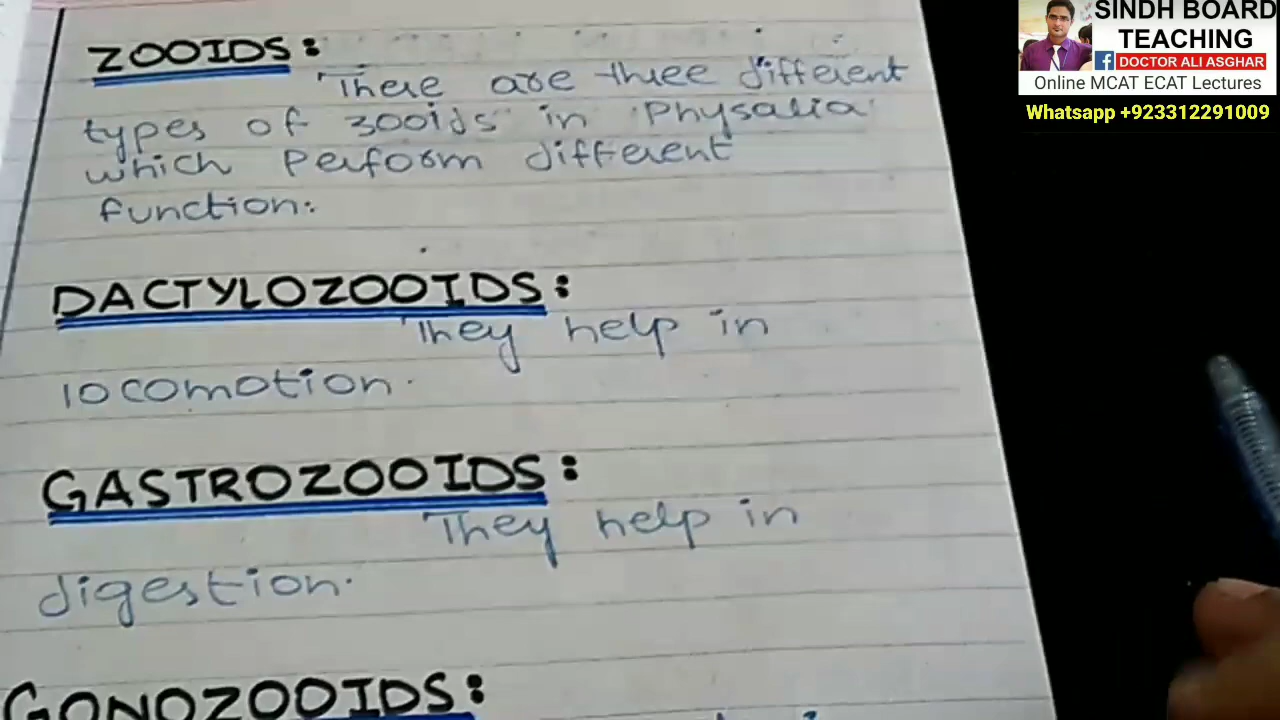 ZOOIDS:
There are three different
types of zooids in Physalia
which Perform different
function.
DACTYLOZOOIDS:
They help in
locomotion.
GASTROZOOIDS:
They help in
digestion.
GONOZOOIDS:
SINDH BOARD
TEACHING
f DOCTOR ALI ASGHAR
Online MCAT ECAT Lectures
Whatsapp +923312291009